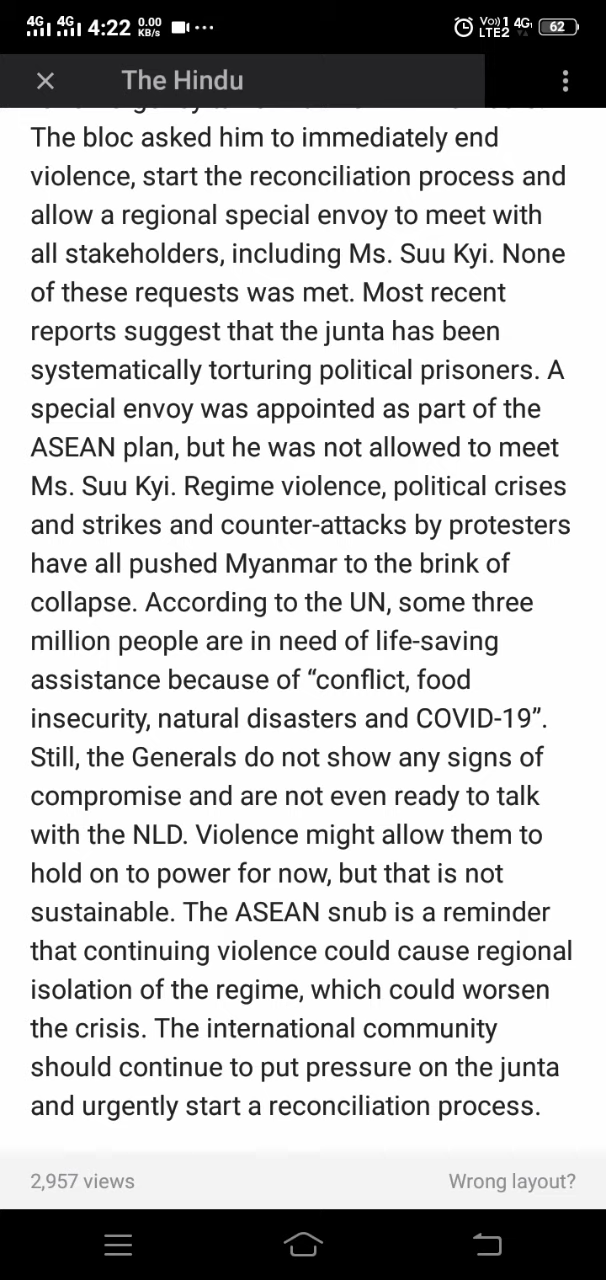 4G 4G 4:22 0.00 KB/s ... Vo) 1 4G LTE2 62
The Hindu
The bloc asked him to immediately end
violence, start the reconciliation process and
allow a regional special envoy to meet with
all stakeholders, including Ms. Suu Kyi. None
of these requests was met. Most recent
reports suggest that the junta has been
systematically torturing political prisoners. A
special envoy was appointed as part of the
ASEAN plan, but he was not allowed to meet
Ms. Suu Kyi. Regime violence, political crises
and strikes and counter-attacks by protesters
have all pushed Myanmar to the brink of
collapse. According to the UN, some three
million people are in need of life-saving
assistance because of “conflict, food
insecurity, natural disasters and COVID-19”.
Still, the Generals do not show any signs of
compromise and are not even ready to talk
with the NLD. Violence might allow them to
hold on to power for now, but that is not
sustainable. The ASEAN snub is a reminder
that continuing violence could cause regional
isolation of the regime, which could worsen
the crisis. The international community
should continue to put pressure on the junta
and urgently start a reconciliation process.
2,957 views Wrong layout?